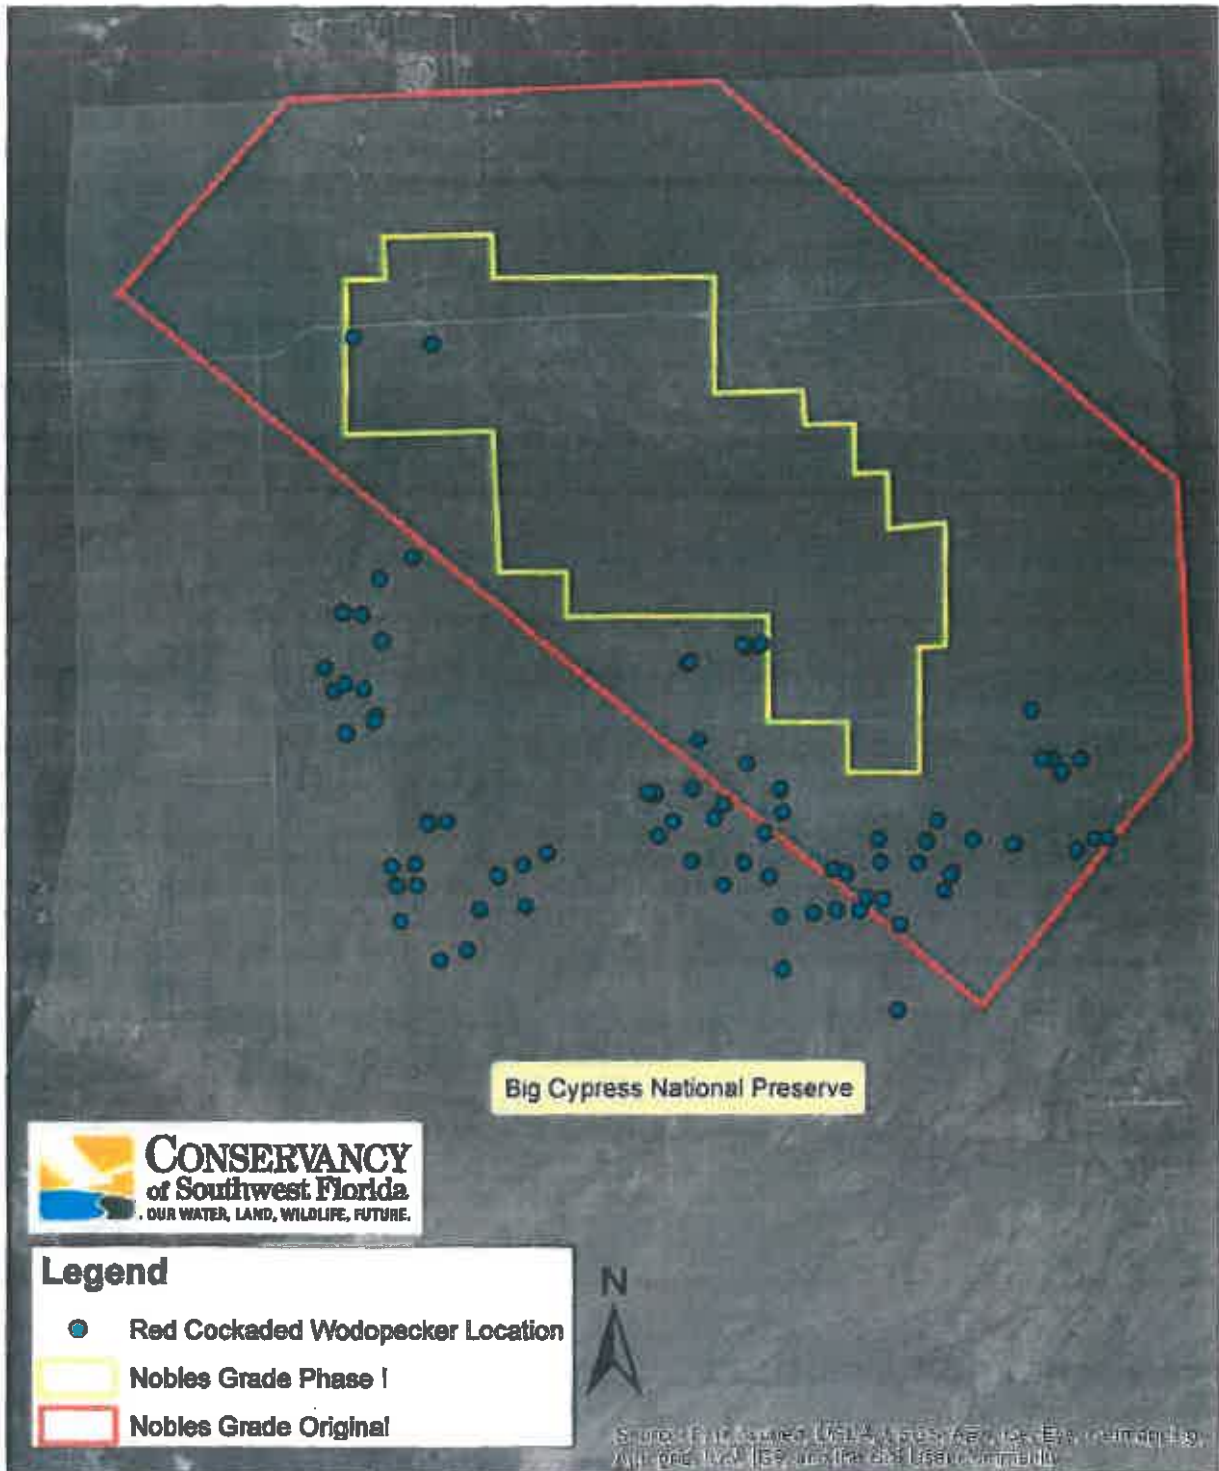 Big Cypress National Preserve
CONSERVANCY
of Southwest Florida
OUR WATER, LAND, WILDLIFE, FUTURE.
Legend
N
Red Cockaded Wodopecker Location
Nobles Grade Phase I
Nobles Grade Original